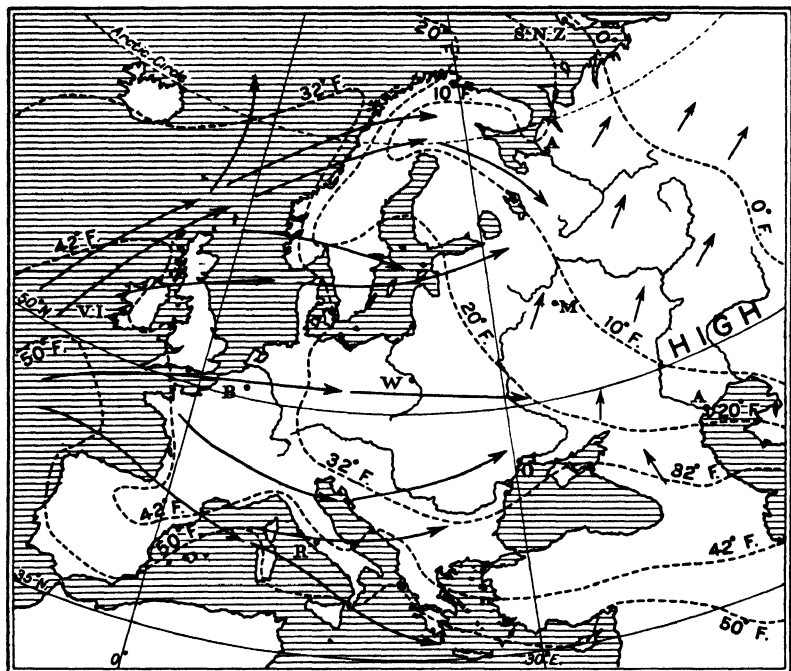 Arctic Circle
20° F.
S·N·Z
0°
32° F.
10° F.
A
0° F.
42° F.
50° N.
V.I
M
20° F.
10° F.
HIGH
50° F.
B
W
A
20° F.
32° F.
O
32° F.
42° F.
50° F.
R
42° F.
35° N.
50° F.
0°
30° E.